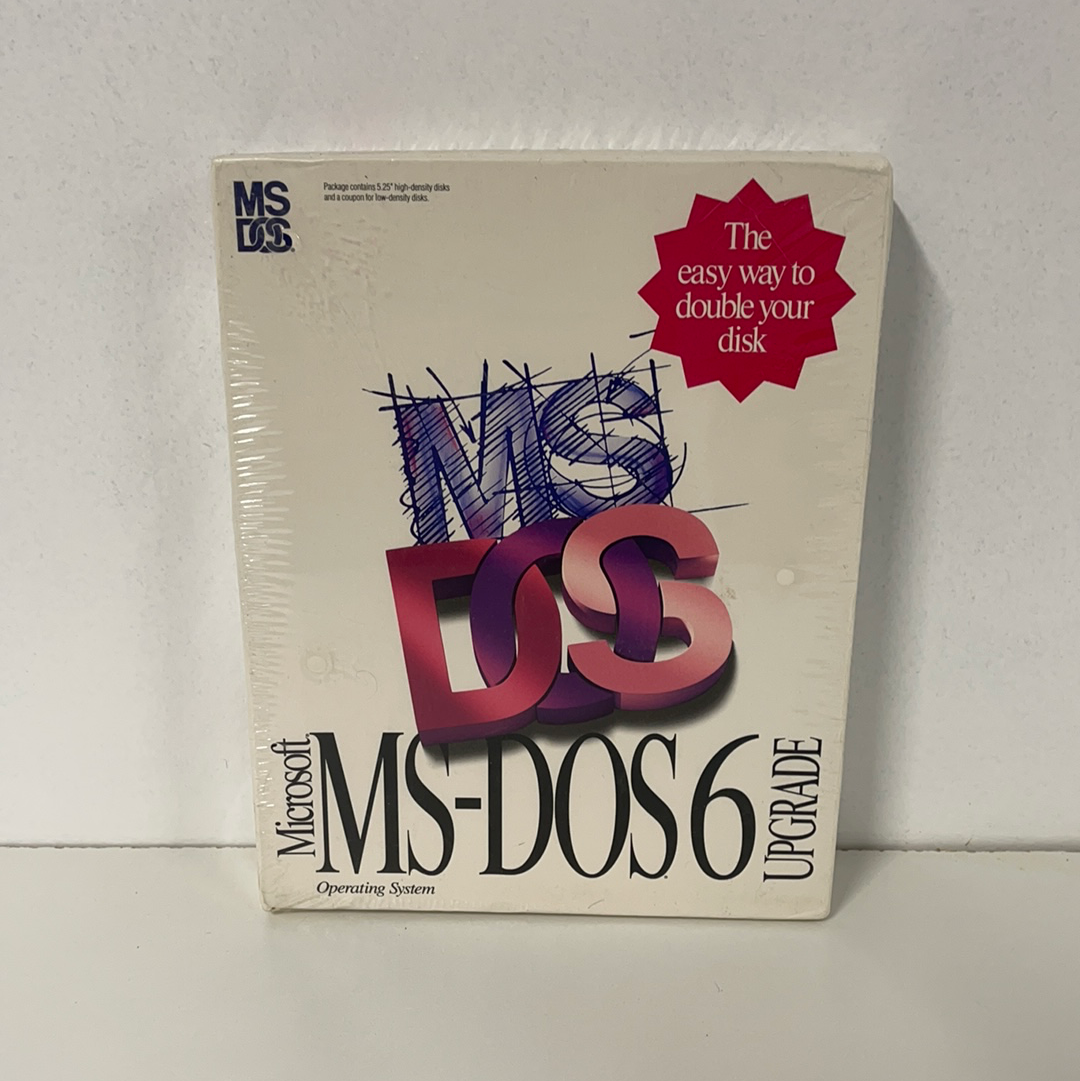 MS
DOS
Package contains 5.25" high-density disks
and a coupon for low-density disks.
The
easy way to
double your
disk
MS
DOS
Microsoft
MS-DOS 6
UPGRADE
Operating System